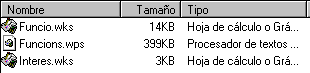 Nombre Tamaño Tipo
Funcio.wks 14KB Hoja de cálculo o Grá...
Funcions.wps 399KB Procesador de textos ...
Interes.wks 3KB Hoja de cálculo o Grá...